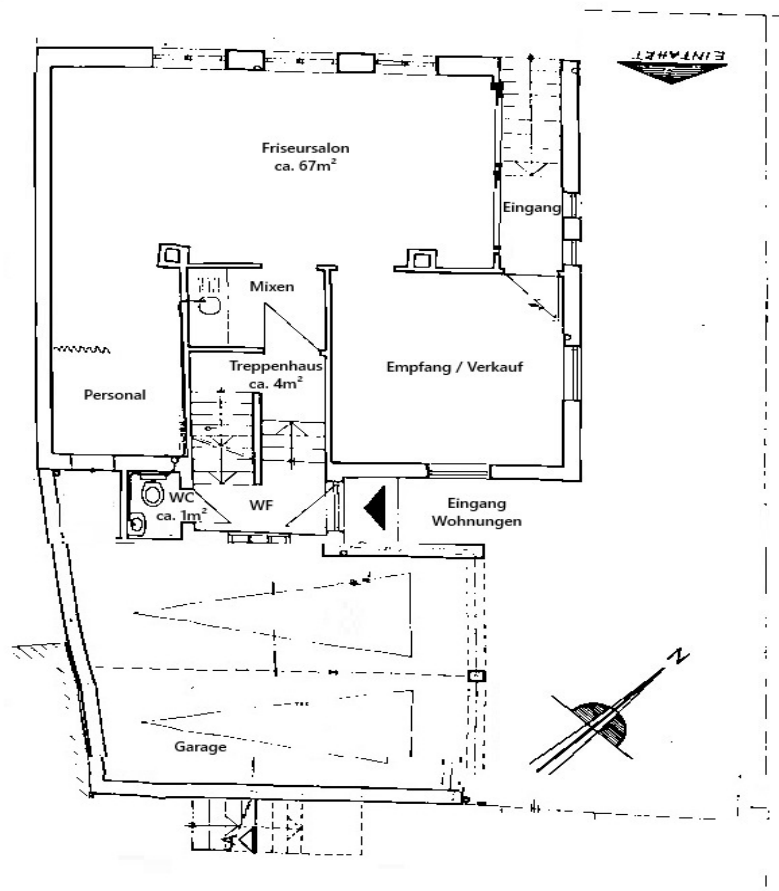 EINFAHRT
Friseursalon
ca. 67m²
Eingang
Mixen
Treppenhaus
ca. 4m²
Empfang / Verkauf
Personal
WC
ca. 1m²
WF
Eingang
Wohnungen
Garage
N